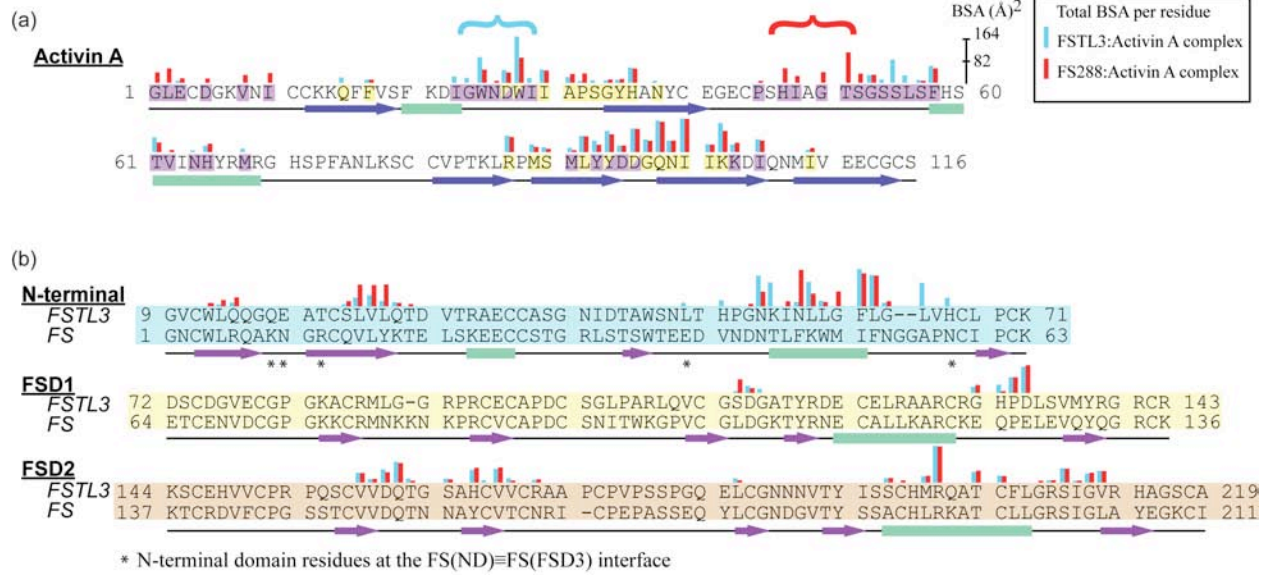 (a)
BSA (Å)2
164
82
Total BSA per residue
FSTL3:Activin A complex
FS288:Activin A complex
Activin A
1 GLECDGKVNI CCKKQFFVSF KDIGWNDWII APSGYHANYC EGECPSHIAG TSGSSLSFHS 60
61 TVINHYRMRG HSPFANLKSC CVPTKLRPMS MLYYDDGQNI IKKDIQNMIV EECGCS 116
(b)
N-terminal
FSTL3 9 GVCWLQQGQE ATCSLVLQTD VTRAECCASG NIDTAWSNLT HPGNKINLLG FLG--LVHCL PCK 71
FS 1 GNCWLRQAKN GRCQVLYKTE LSKEECCSTG RLSTSWTEED VNDNTLFKWM IFNGGAPNCI PCK 63
* * * * *
FSD1
FSTL3 72 DSCDGVECGP GKACRMLG-G RPRCECAPDC SGLPARLQVC GSDGATYRDE CELRAARCRG HPDLSVMYRG RCR 143
FS 64 ETCENVDCGP GKKCRMNKKN KPRCVCAPDC SNITWKGPVC GLDGKTYRNE CALLKARCKE QPELEVQYQG RCK 136
FSD2
FSTL3 144 KSCEHVVCPR PQSCVVDQTG SAHCVVCRAA PCPVPSSPGQ ELCGNNNVTY ISSCHMRQAT CFLGRSIGVR HAGSCA 219
FS 137 KTCRDVFCPG SSTCVVDQTN NAYCVTCNRI -CPEPASSEQ YLCGNDGVTY SSACHLRKAT CLLGRSIGLA YEGKCI 211
* N-terminal domain residues at the FS(ND)≡FS(FSD3) interface